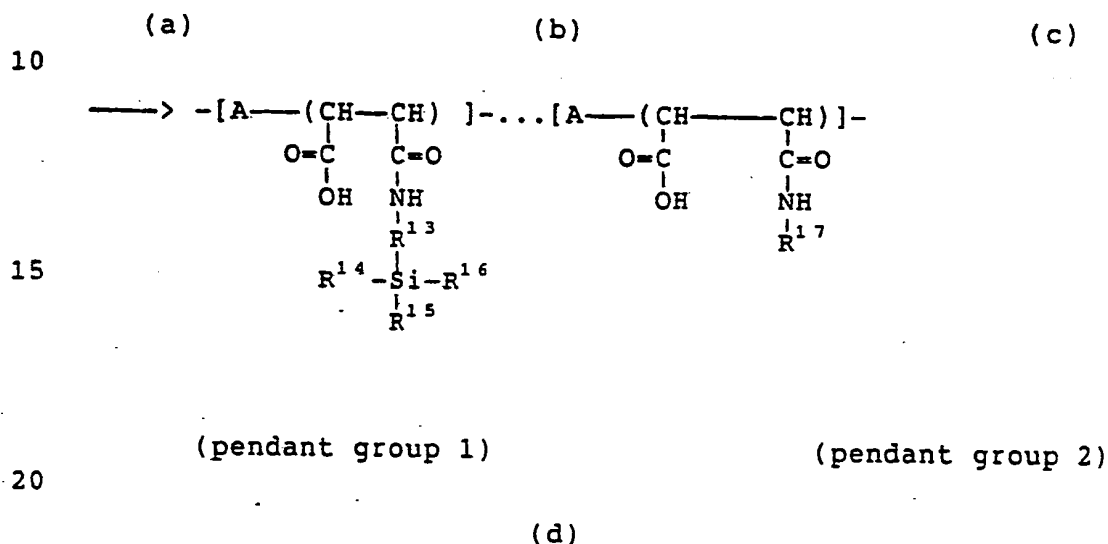 (a) (b) (c)
10
——> -[A——(CH——CH) ]-...[A——(CH————CH)]-
O=C C=O O=C C=O
OH NH OH NH
R¹³ R¹⁷
15 R¹⁴-Si-R¹⁶
R¹⁵
(pendant group 1) (pendant group 2)
20
(d)